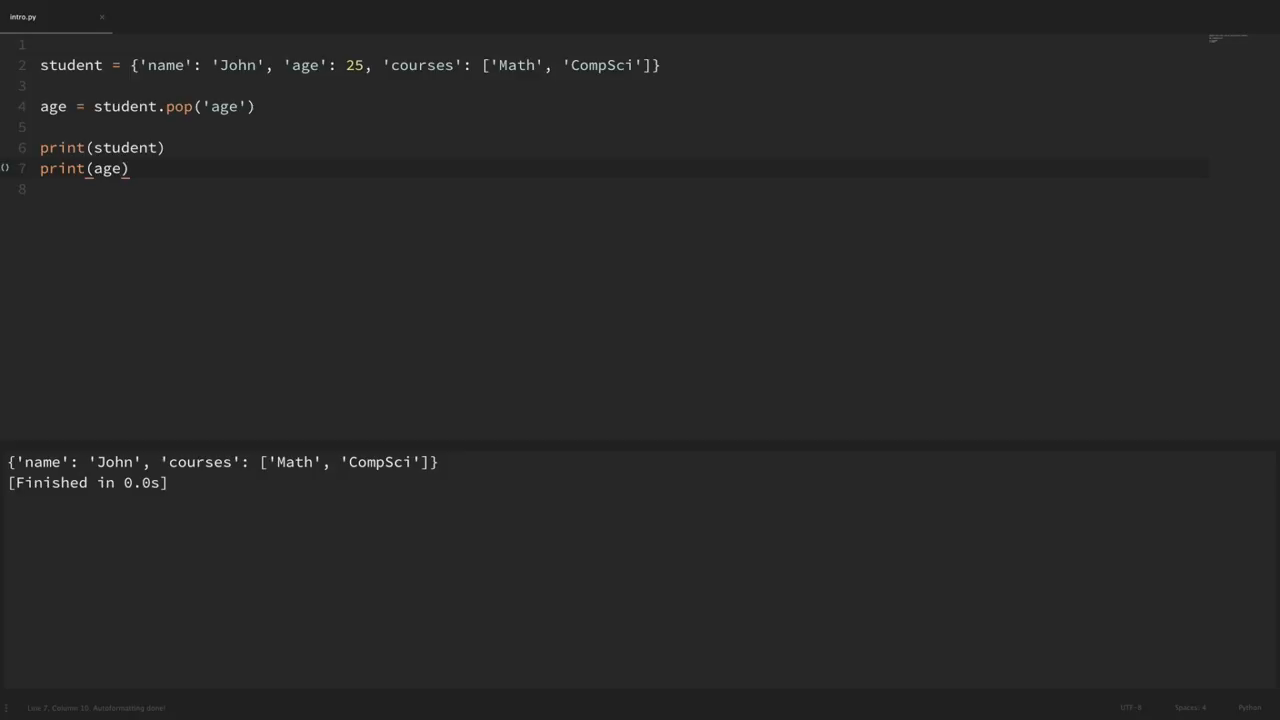 intro.py ×
1
2 student = {'name': 'John', 'age': 25, 'courses': ['Math', 'CompSci']}
3
4 age = student.pop('age')
5
6 print(student)
() 7 print(age)
8
{'name': 'John', 'courses': ['Math', 'CompSci']}
[Finished in 0.0s]
Line 7, Column 10, Autoformatting done! UTF-8 Spaces: 4 Python